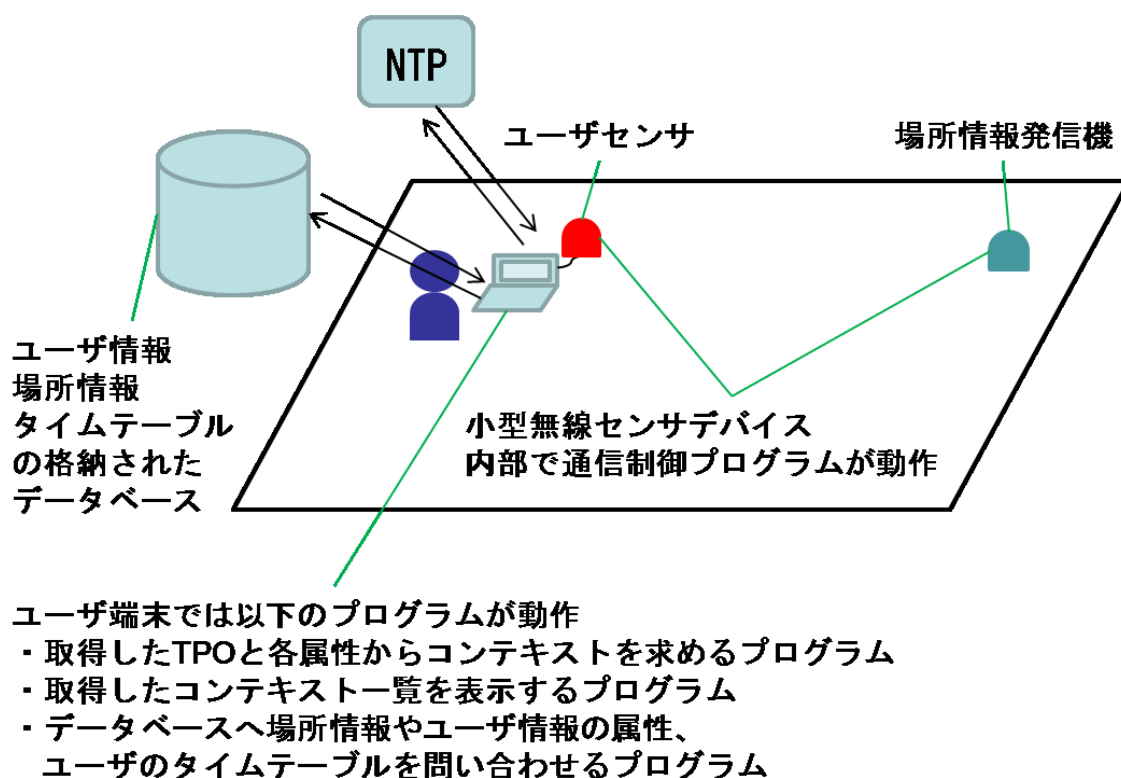 NTP
ユーザセンサ
場所情報発信機
ユーザ情報
場所情報
タイムテーブル
の格納された
データベース
小型無線センサデバイス
内部で通信制御プログラムが動作
ユーザ端末では以下のプログラムが動作
・取得したTPOと各属性からコンテキストを求めるプログラム
・取得したコンテキスト一覧を表示するプログラム
・データベースへ場所情報やユーザ情報の属性、
ユーザのタイムテーブルを問い合わせるプログラム